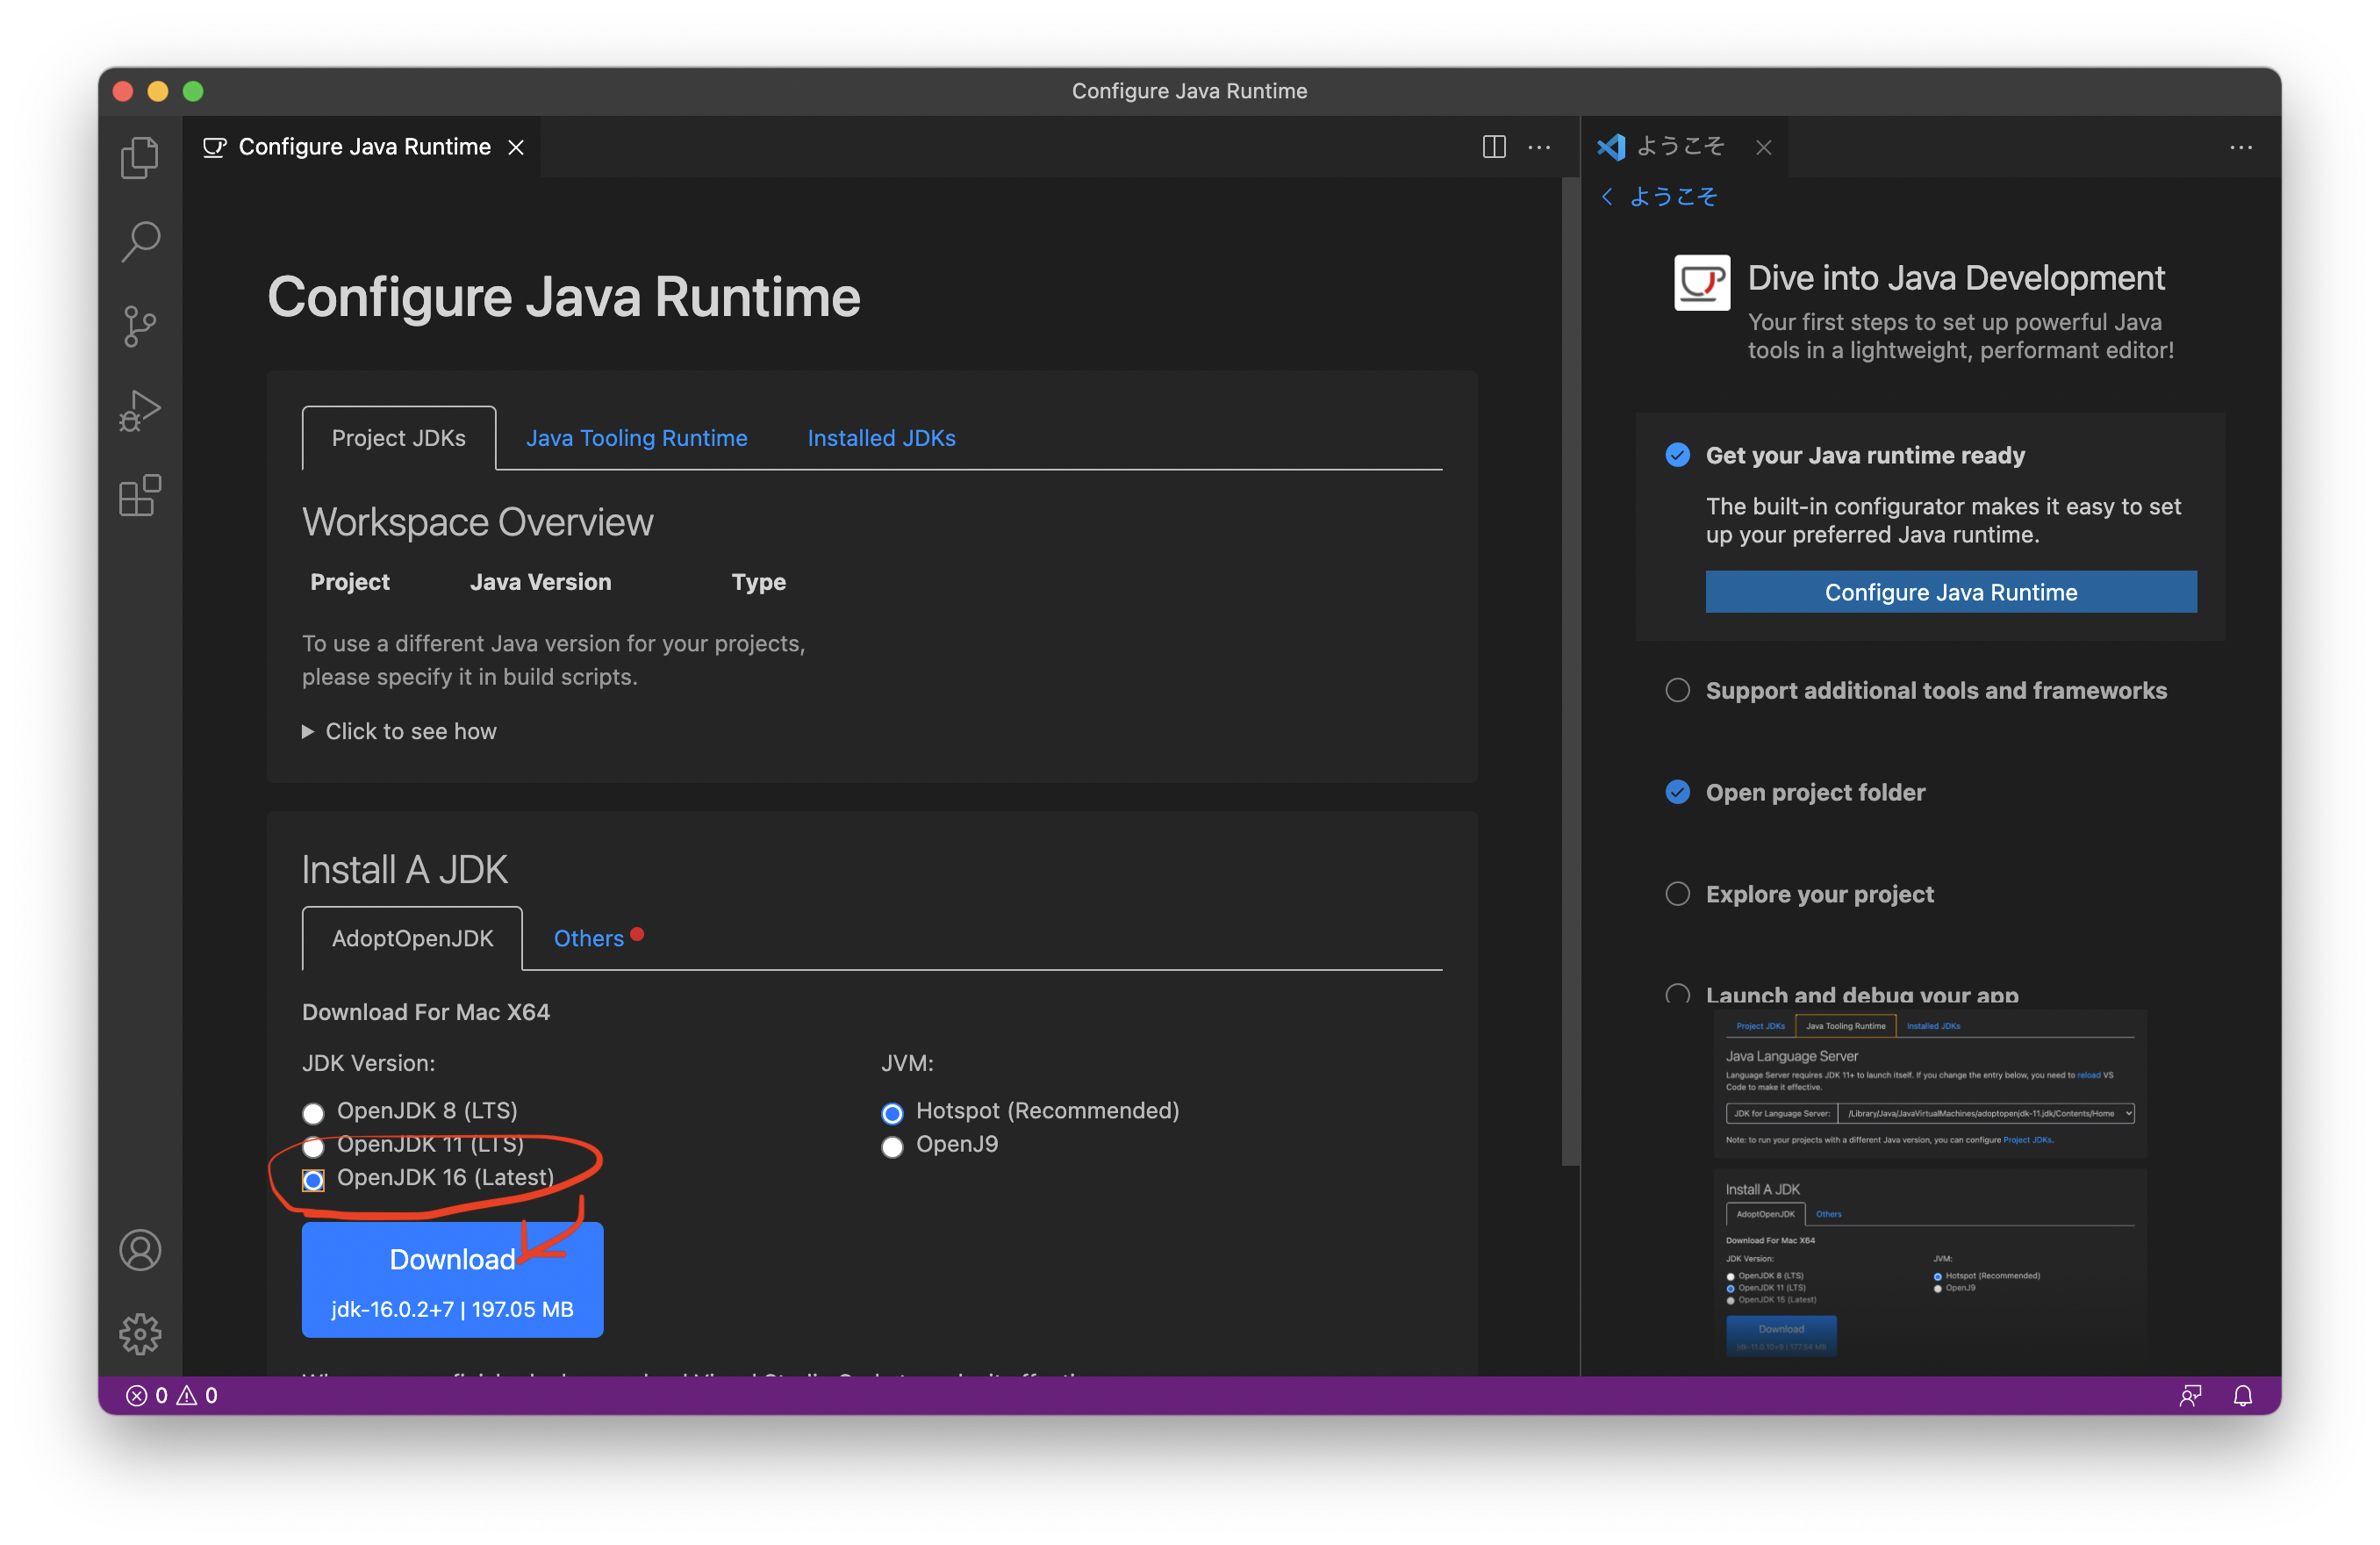 Configure Java Runtime
Configure Java Runtime
ようこそ
ようこそ
Configure Java Runtime
Project JDKs
Java Tooling Runtime
Installed JDKs
Workspace Overview
Project Java Version Type
To use a different Java version for your projects,
please specify it in build scripts.
Click to see how
Install A JDK
AdoptOpenJDK
Others
Download For Mac X64
JDK Version:
OpenJDK 8 (LTS)
OpenJDK 11 (LTS)
OpenJDK 16 (Latest)
JVM:
Hotspot (Recommended)
OpenJ9
Download
jdk-16.0.2+7 | 197.05 MB
Dive into Java Development
Your first steps to set up powerful Java
tools in a lightweight, performant editor!
Get your Java runtime ready
The built-in configurator makes it easy to set
up your preferred Java runtime.
Configure Java Runtime
Support additional tools and frameworks
Open project folder
Explore your project
Launch and debug your app
Project JDKs
Java Tooling Runtime
Installed JDKs
Java Language Server
Language Server requires JDK 11+ to launch itself. If you change the entry below, you need to reload VS
Code to make it effective.
JDK for Language Server: /Library/Java/JavaVirtualMachines/adoptopenjdk-11.jdk/Contents/Home
Note: to run your projects with a different Java version, you can configure Project JDKs.
Install A JDK
AdoptOpenJDK
Others
Download For Mac X64
JDK Version:
OpenJDK 8 (LTS)
OpenJDK 11 (LTS)
OpenJDK 15 (Latest)
JVM:
Hotspot (Recommended)
OpenJ9
Download
0 0